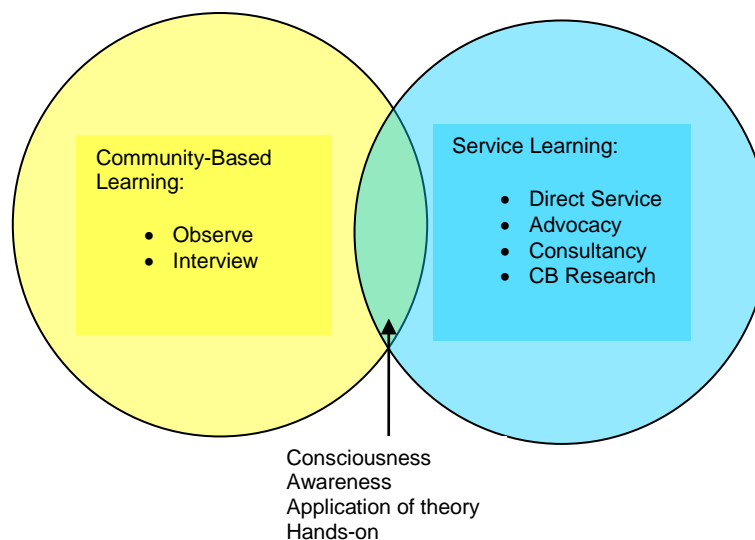 Community-Based
Learning:
• Observe
• Interview
Service Learning:
• Direct Service
• Advocacy
• Consultancy
• CB Research
Consciousness
Awareness
Application of theory
Hands-on